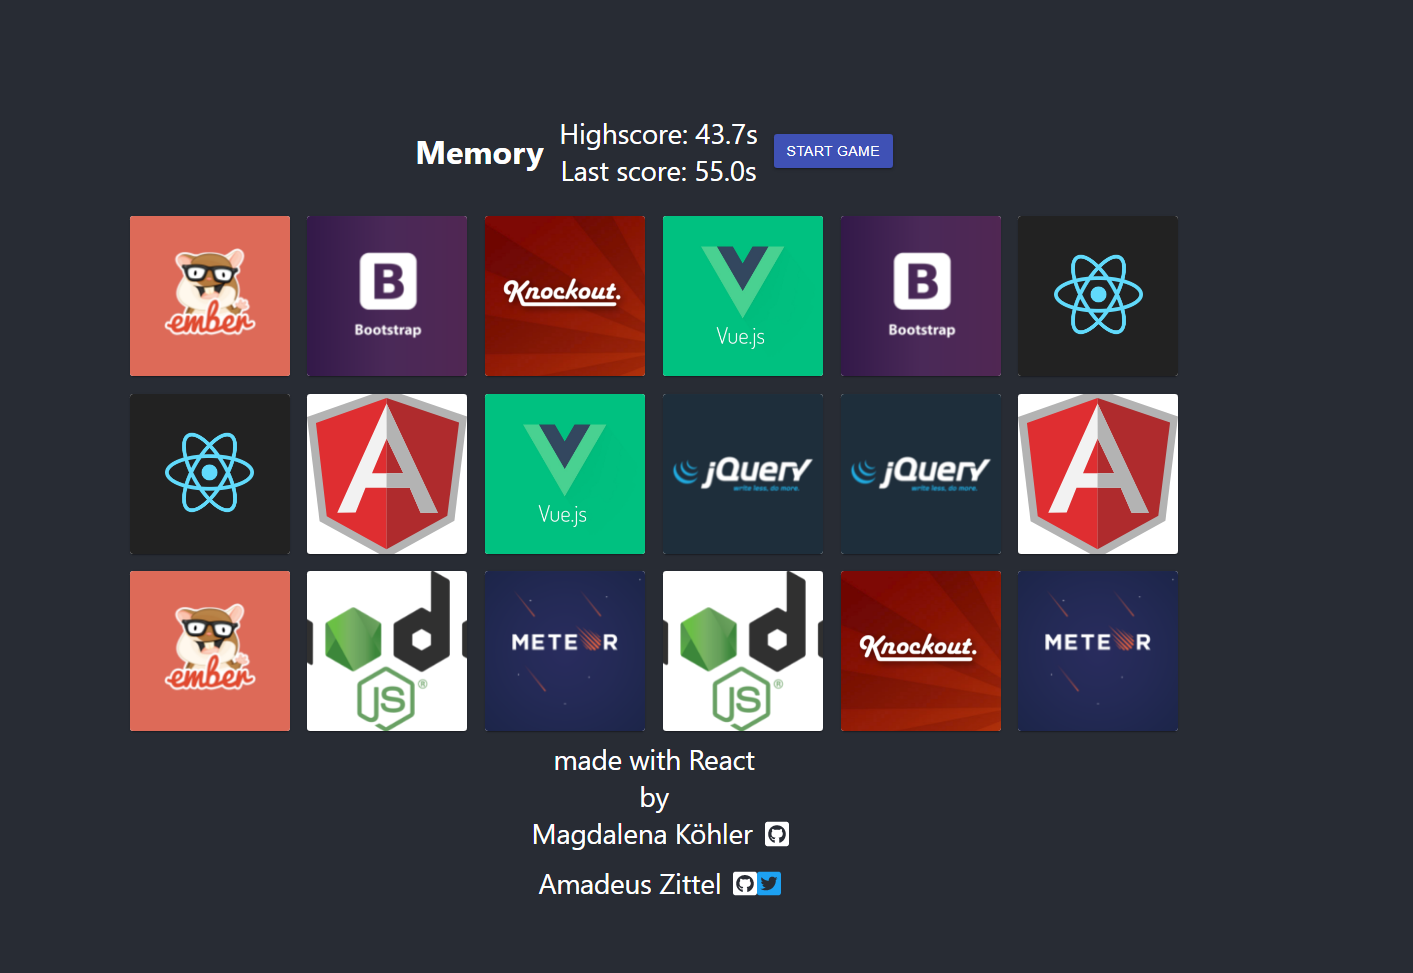 Memory
Highscore: 43.7s
Last score: 55.0s
START GAME
ember
B
Bootstrap
Knockout.
Vue.js
B
Bootstrap
A
Vue.js
jQuery
write less, do more.
jQuery
write less, do more.
A
ember
d
JS®
METEOR
d
JS®
Knockout.
METEOR
made with React
by
Magdalena Köhler
Amadeus Zittel